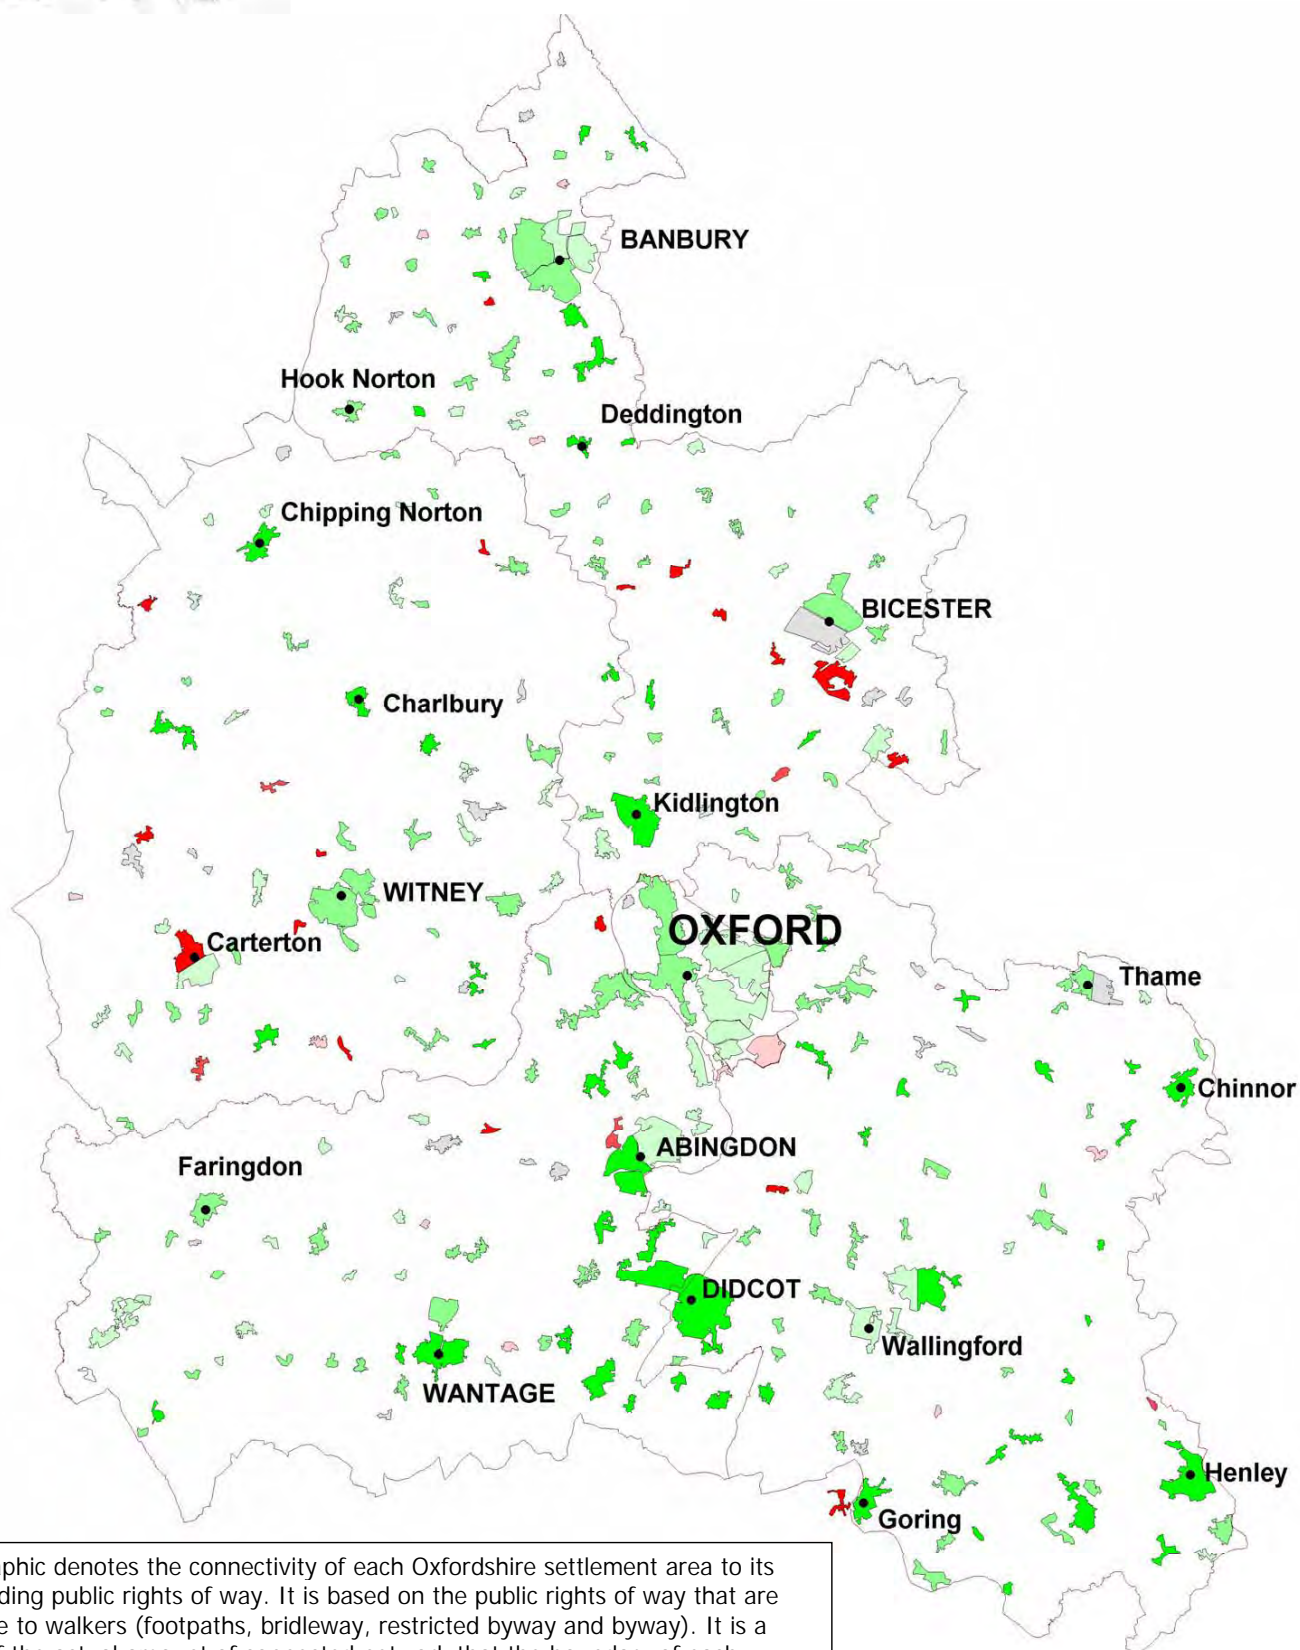 BANBURY
Hook Norton
Deddington
Chipping Norton
BICESTER
Charlbury
Kidlington
WITNEY
OXFORD
Carterton
Thame
Chinnor
ABINGDON
Faringdon
DIDCOT
Wallingford
WANTAGE
Henley
Goring
denotes the connectivity of each Oxfordshire settlement area to its
public rights of way. It is based on the public rights of way that are
to walkers (footpaths, bridleway, restricted byway and byway). It is a